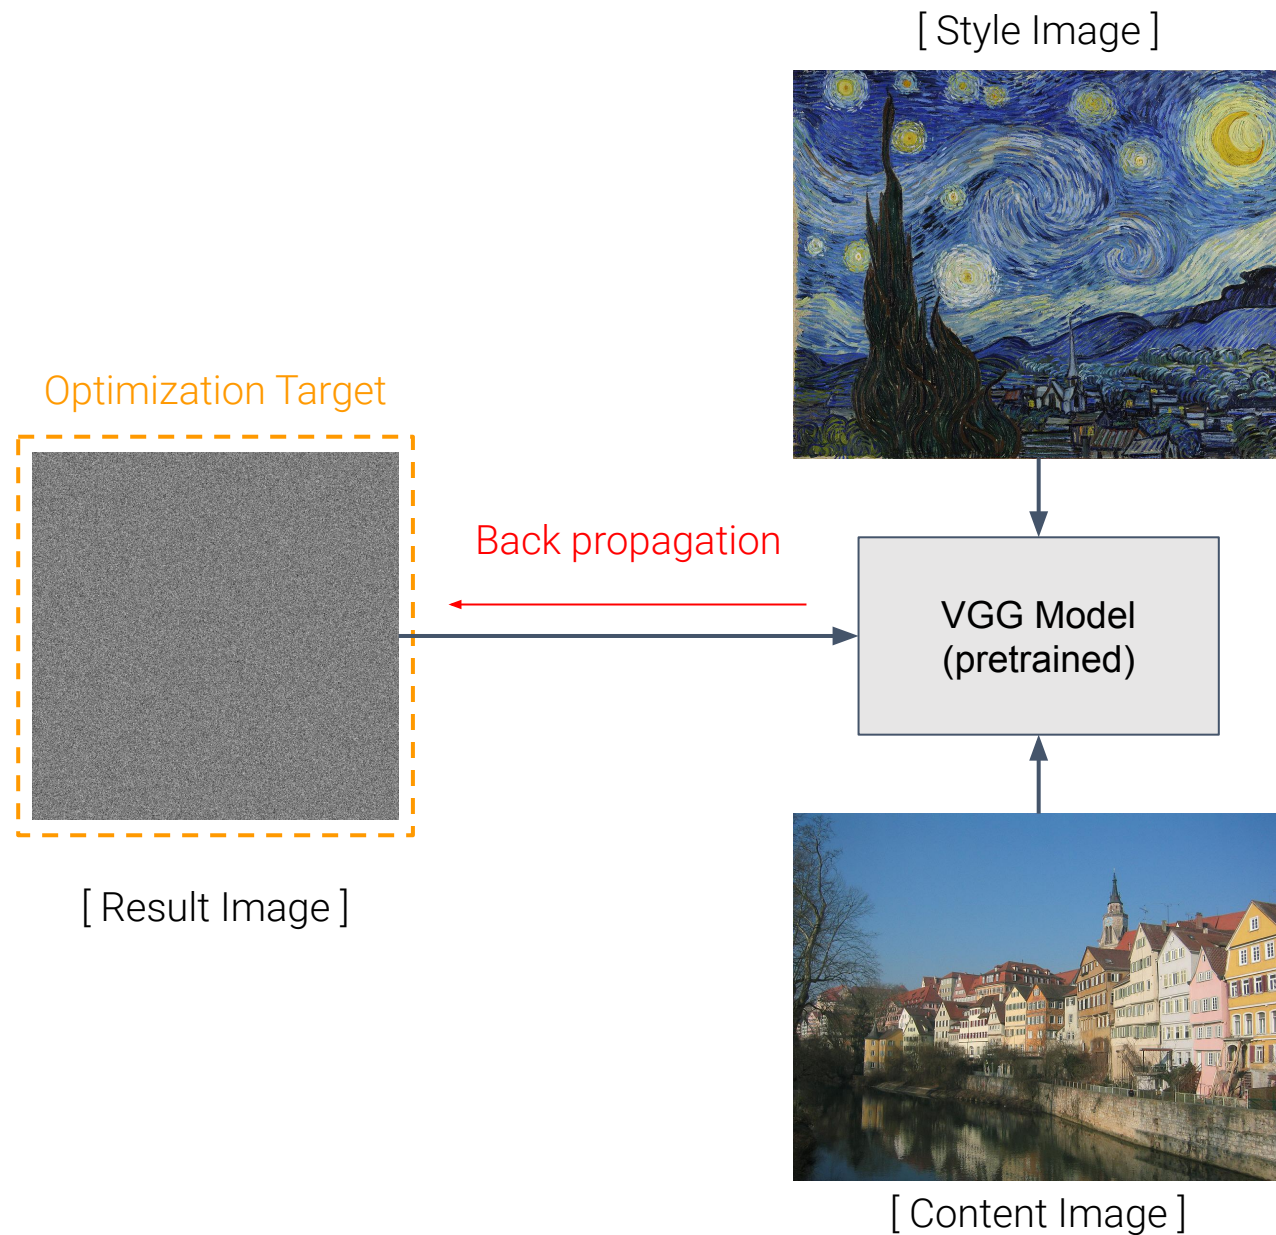 [ Style Image ]
Optimization Target
Back propagation
VGG Model
(pretrained)
[ Result Image ]
[ Content Image ]